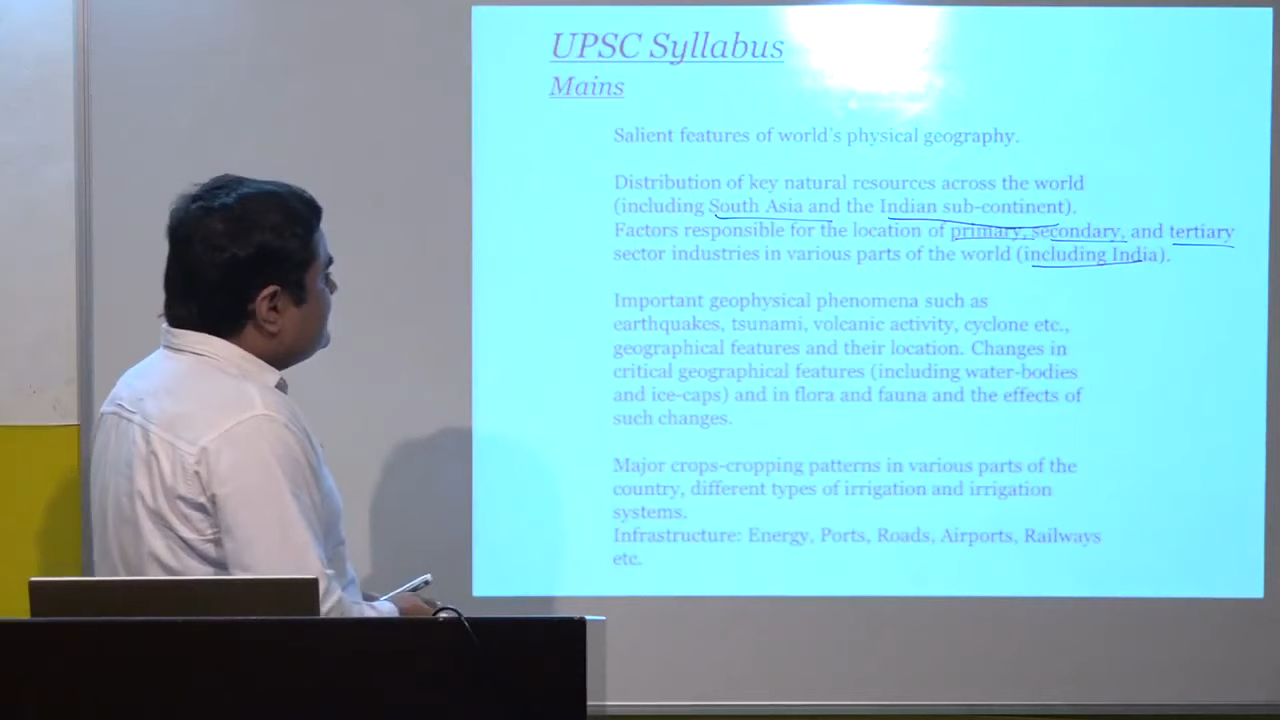 UPSC Syllabus
Mains
Salient features of world's physical geography.
Distribution of key natural resources across the world
(including South Asia and the Indian sub-continent).
Factors responsible for the location of primary, secondary, and tertiary
sector industries in various parts of the world (including India).
Important geophysical phenomena such as
earthquakes, tsunami, volcanic activity, cyclone etc.,
geographical features and their location. Changes in
critical geographical features (including water-bodies
and ice-caps) and in flora and fauna and the effects of
such changes.
Major crops-cropping patterns in various parts of the
country, different types of irrigation and irrigation
systems.
Infrastructure: Energy, Ports, Roads, Airports, Railways
etc.